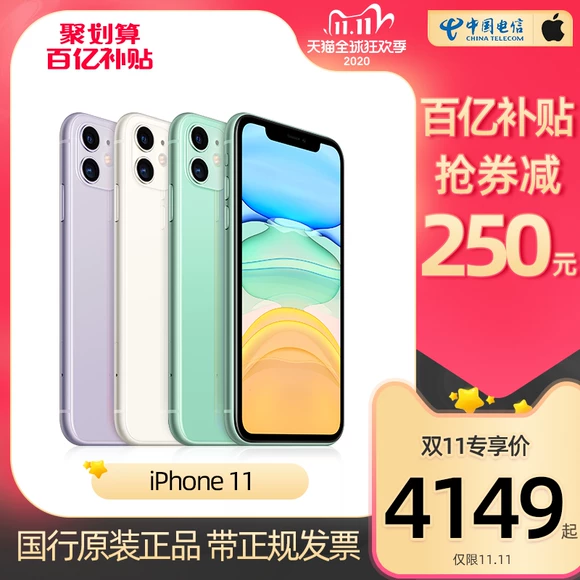 聚划算
百亿补贴
11.11
天猫全球狂欢季
2020
中国电信
CHINA TELECOM
百亿补贴
抢券减
250元
iPhone 11
双11专享价
4149起
仅限11.11
国行原装正品 带正规发票